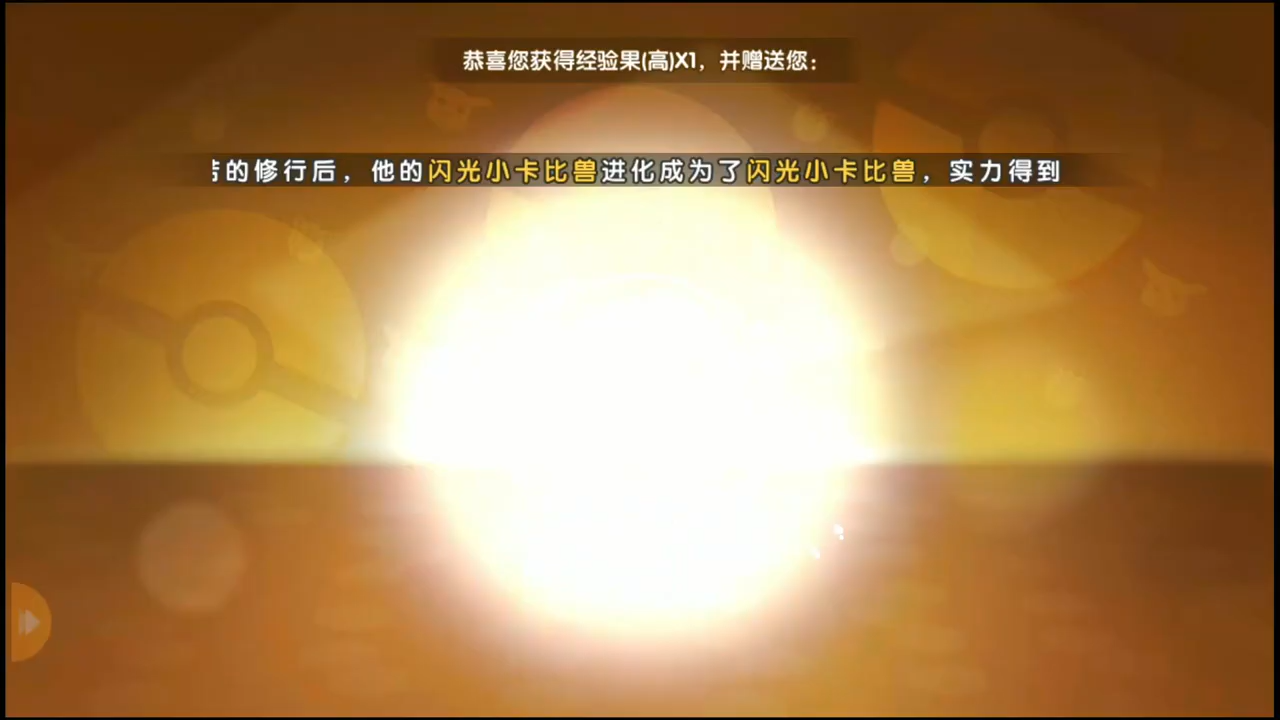 恭喜您获得经验果(高)X1，并赠送您：
的修行后，他的闪光小卡比兽进化成为了闪光小卡比兽，实力得到